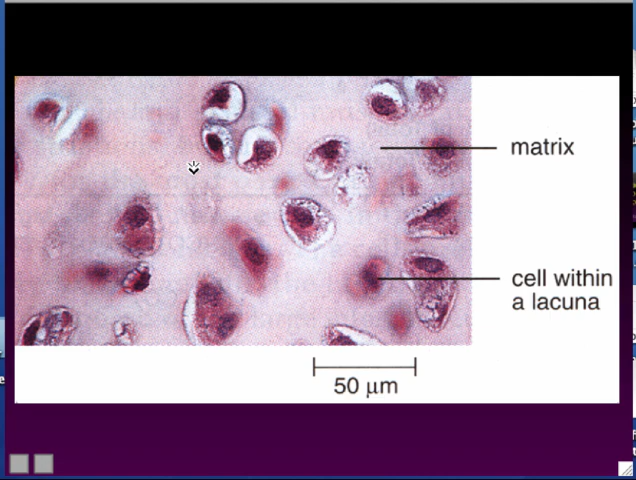 matrix
cell within
a lacuna
50 μm